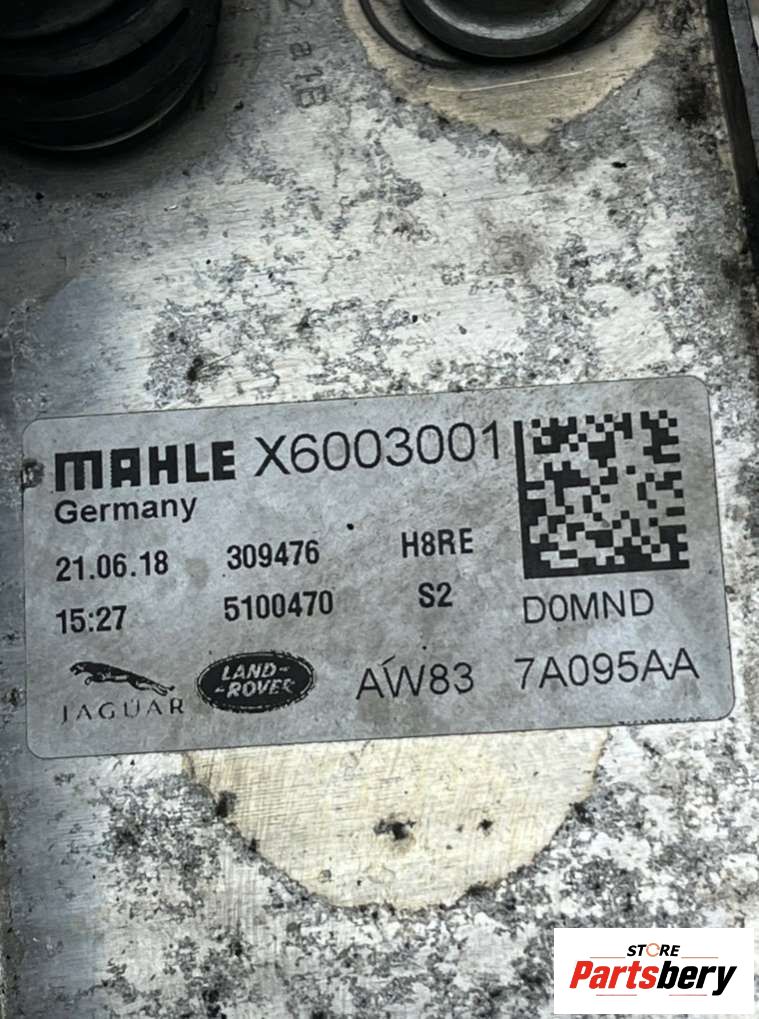 MAHLE X6003001
Germany
21.06.18 309476 H8RE
15:27 5100470 S2 D0MND
JAGUAR LAND-ROVER AW83 7A095AA
STORE
Partsbery